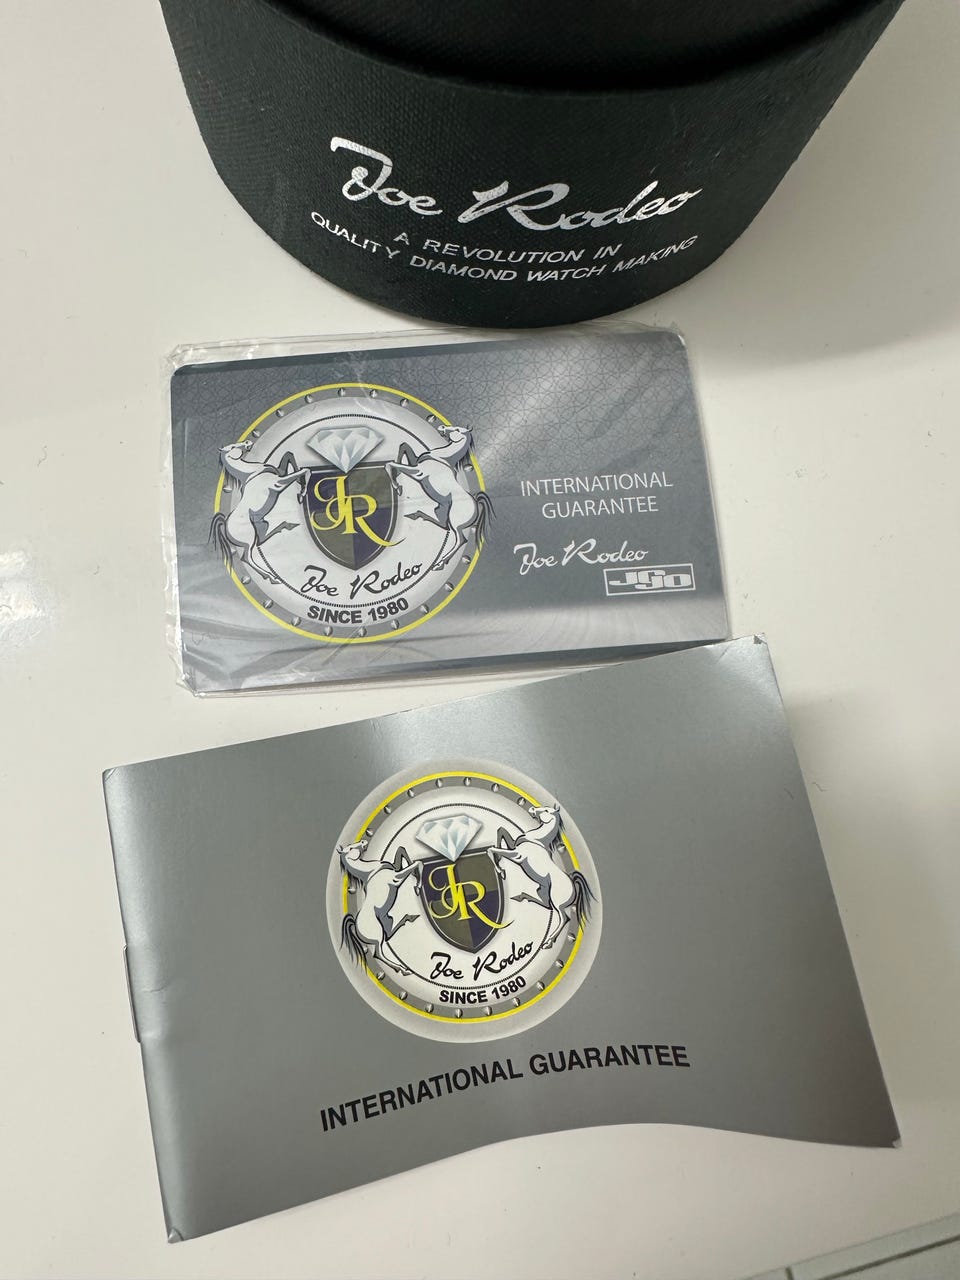 Joe Rodeo
A REVOLUTION IN
QUALITY DIAMOND WATCH MAKING
JR
Joe Rodeo
SINCE 1980
INTERNATIONAL
GUARANTEE
Joe Rodeo
JOJO
JR
Joe Rodeo
SINCE 1980
INTERNATIONAL GUARANTEE